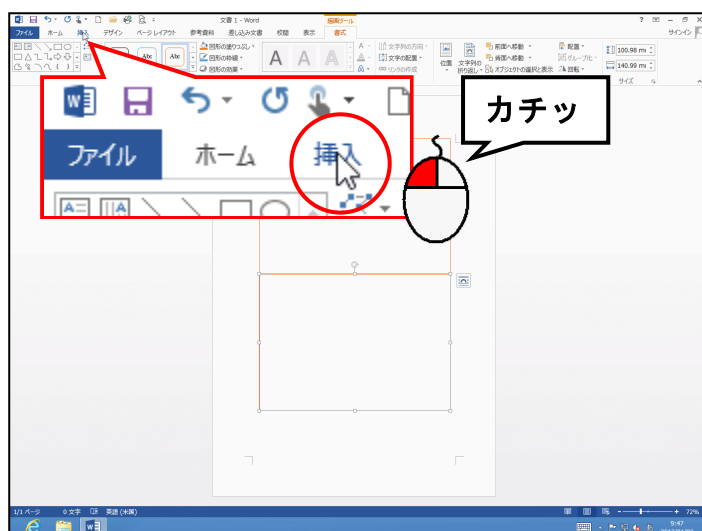 文書 1 - Word
描画ツール
ファイル ホーム 挿入 デザイン ページ レイアウト 参考資料 差し込み文書 校閲 表示 書式 サインイン
Abc Abc
図形の塗りつぶし
図形の枠線
図形の効果
A A A
文字列の方向
文字の配置
リンクの作成
位置
文字列の
折り返し
前面へ移動
背面へ移動
オブジェクトの選択と表示
配置
グループ化
回転
100.98 mm
140.99 mm
サイズ
カチッ
ファイル ホーム 挿入
A A
1/1 ページ 0 文字 英語 (米国) 72%
9:47